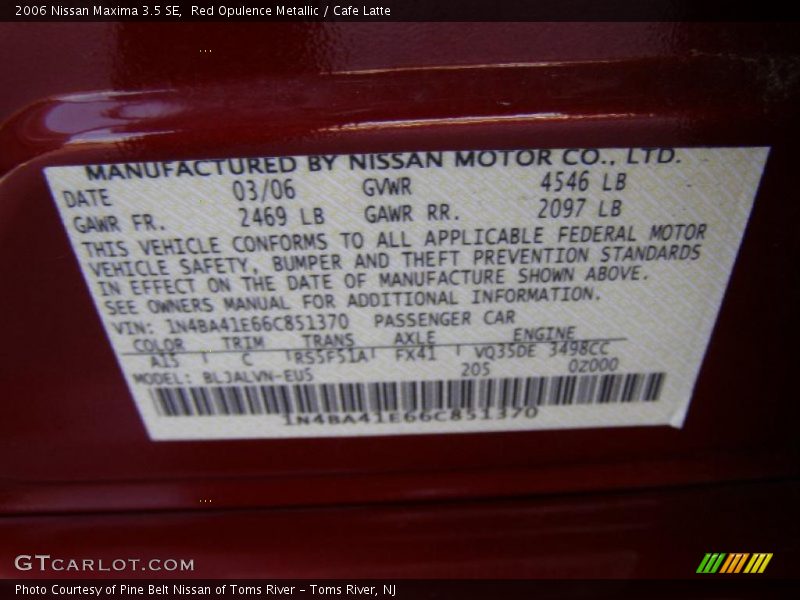 2006 Nissan Maxima 3.5 SE,  Red Opulence Metallic / Cafe Latte
MANUFACTURED BY NISSAN MOTOR CO., LTD.
DATE 03/06 GVWR 4546 LB
GAWR FR. 2469 LB GAWR RR. 2097 LB
THIS VEHICLE CONFORMS TO ALL APPLICABLE FEDERAL MOTOR
VEHICLE SAFETY, BUMPER AND THEFT PREVENTION STANDARDS
IN EFFECT ON THE DATE OF MANUFACTURE SHOWN ABOVE.
SEE OWNERS MANUAL FOR ADDITIONAL INFORMATION.
VIN: 1N4BA41E66C851370 PASSENGER CAR
COLOR TRIM TRANS AXLE ENGINE
A15 C RS5F51A FX41 VQ35DE 3498CC
MODEL: BLJALVN-EUS 205 0Z000
1N4BA41E66C851370
GTCARLOT.COM
Photo Courtesy of Pine Belt Nissan of Toms River - Toms River, NJ